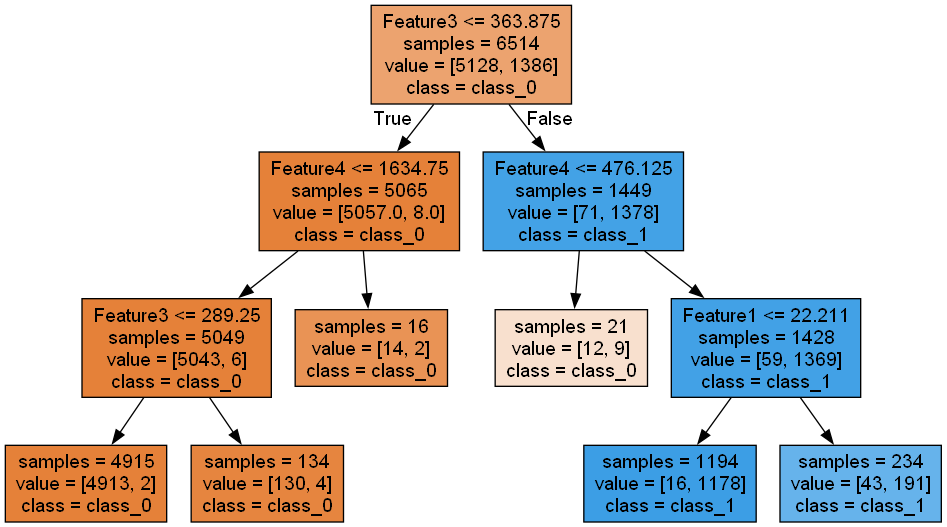 Feature3 <= 363.875
samples = 6514
value = [5128, 1386]
class = class_0
True
False
Feature4 <= 1634.75
samples = 5065
value = [5057.0, 8.0]
class = class_0
Feature4 <= 476.125
samples = 1449
value = [71, 1378]
class = class_1
Feature3 <= 289.25
samples = 5049
value = [5043, 6]
class = class_0
samples = 16
value = [14, 2]
class = class_0
samples = 21
value = [12, 9]
class = class_0
Feature1 <= 22.211
samples = 1428
value = [59, 1369]
class = class_1
samples = 4915
value = [4913, 2]
class = class_0
samples = 134
value = [130, 4]
class = class_0
samples = 1194
value = [16, 1178]
class = class_1
samples = 234
value = [43, 191]
class = class_1